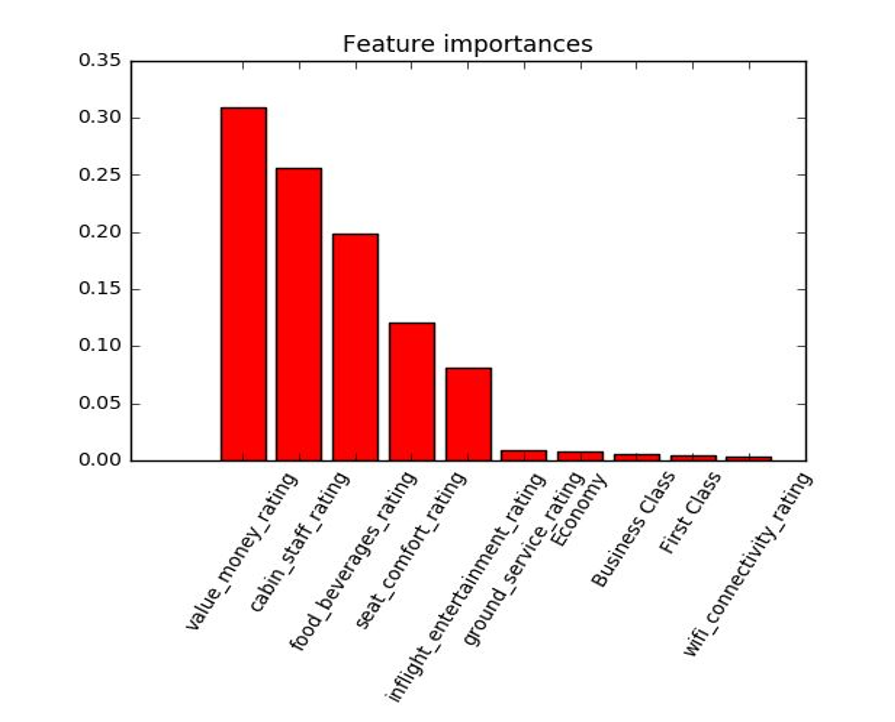 Feature importances
0.35
0.30
0.25
0.20
0.15
0.10
0.05
0.00
value_money_rating
cabin_staff_rating
food_beverages_rating
seat_comfort_rating
inflight_entertainment_rating
ground_service_rating
Economy
Business Class
First Class
wifi_connectivity_rating